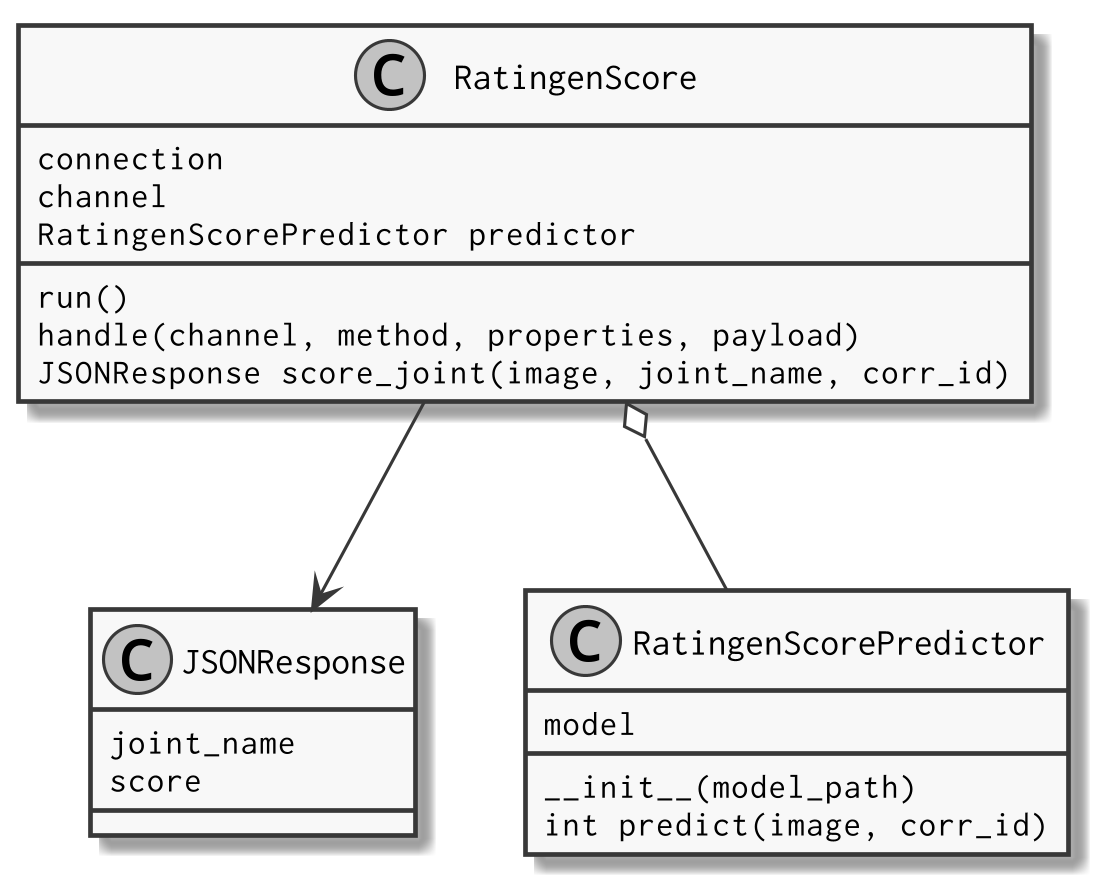 C RatingenScore
connection
channel
RatingenScorePredictor predictor
run()
handle(channel, method, properties, payload)
JSONResponse score_joint(image, joint_name, corr_id)
C JSONResponse
joint_name
score
C RatingenScorePredictor
model
__init__(model_path)
int predict(image, corr_id)